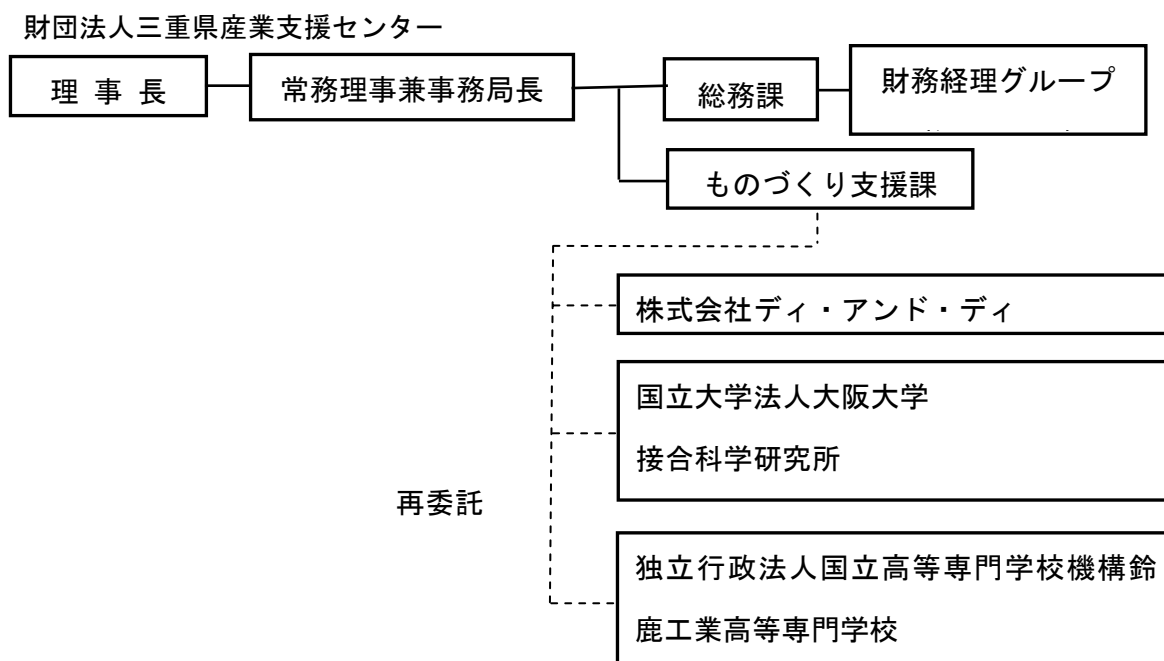 財団法人三重県産業支援センター
理 事 長
常務理事兼事務局長
総務課
財務経理グループ
ものづくり支援課
株式会社ディ・アンド・ディ
国立大学法人大阪大学
接合科学研究所
再委託
独立行政法人国立高等専門学校機構鈴
鹿工業高等専門学校